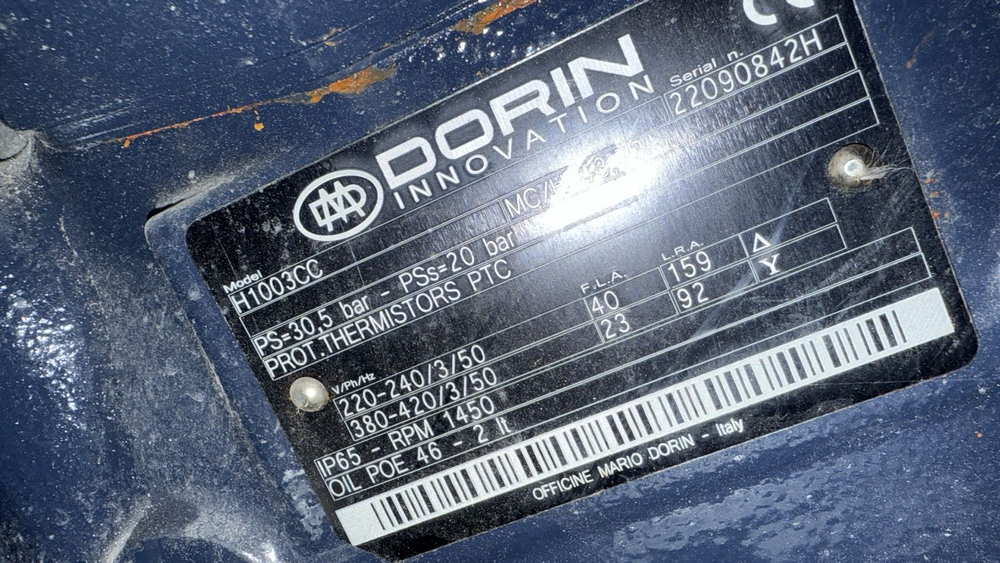 DORIN
INNOVATION
CE
Serial n.
22090842H
Model
H1003CC
PS=30,5 bar - PSs=20 bar
PROT.THERMISTORS PTC
V/Ph/Hz F.L.A. L.R.A.
220-240/3/50 40 159 Δ
380-420/3/50 23 92 Y
IP65 - RPM 1450
OIL POE 46 - 2 lt
OFFICINE MARIO DORIN - Italy